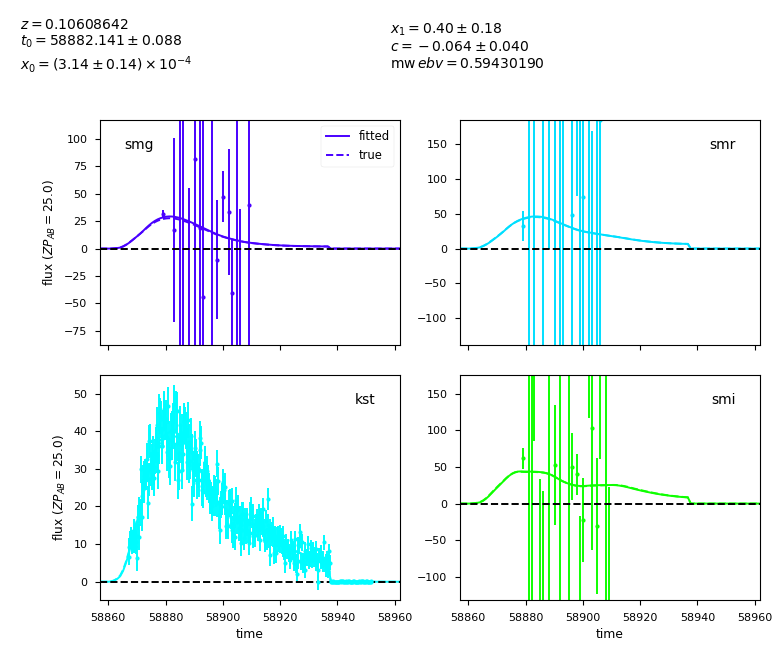 z = 0.10608642
t₀ = 58882.141 ± 0.088
x₀ = (3.14 ± 0.14) × 10⁻⁴
x₁ = 0.40 ± 0.18
c = −0.064 ± 0.040
mw ebv = 0.59430190
smg
fitted
true
100
75
50
25
0
−25
−50
−75
flux (ZP_AB = 25.0)
smr
150
100
50
0
−50
−100
kst
50
40
30
20
10
0
flux (ZP_AB = 25.0)
58860 58880 58900 58920 58940 58960
time
smi
150
100
50
0
−50
−100
58860 58880 58900 58920 58940 58960
time